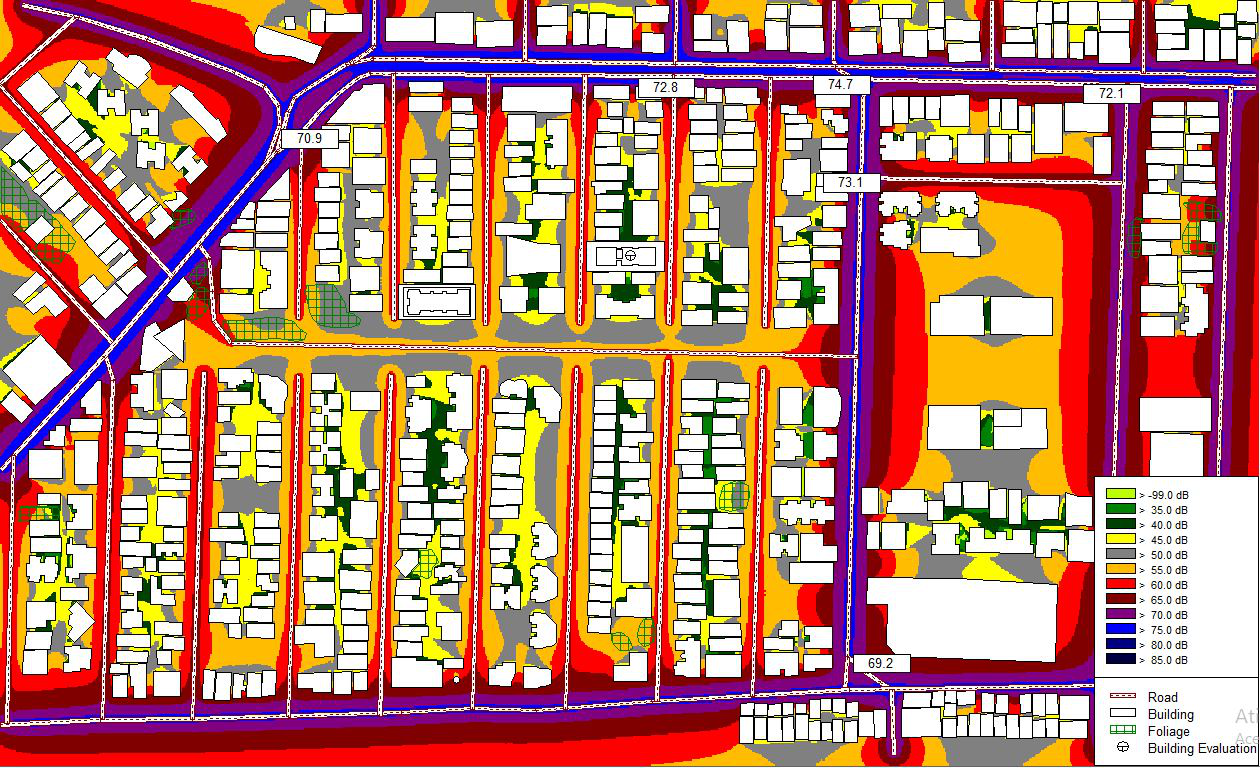 72.8
74.7
72.1
70.9
73.1
69.2
> -99.0 dB
> 35.0 dB
> 40.0 dB
> 45.0 dB
> 50.0 dB
> 55.0 dB
> 60.0 dB
> 65.0 dB
> 70.0 dB
> 75.0 dB
> 80.0 dB
> 85.0 dB
Road
Building
Foliage
Building Evaluation
Ati
Ace